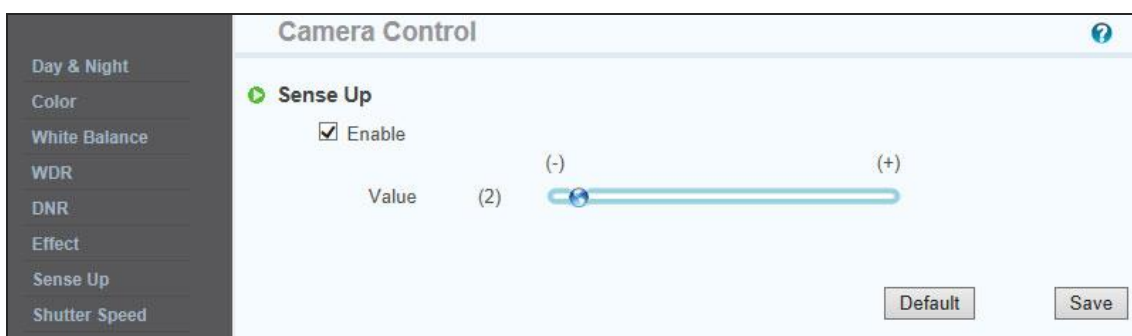 Camera Control
?
Day & Night
Color
White Balance
WDR
DNR
Effect
Sense Up
Shutter Speed
Sense Up
Enable
(-) (+)
Value (2)
Default Save